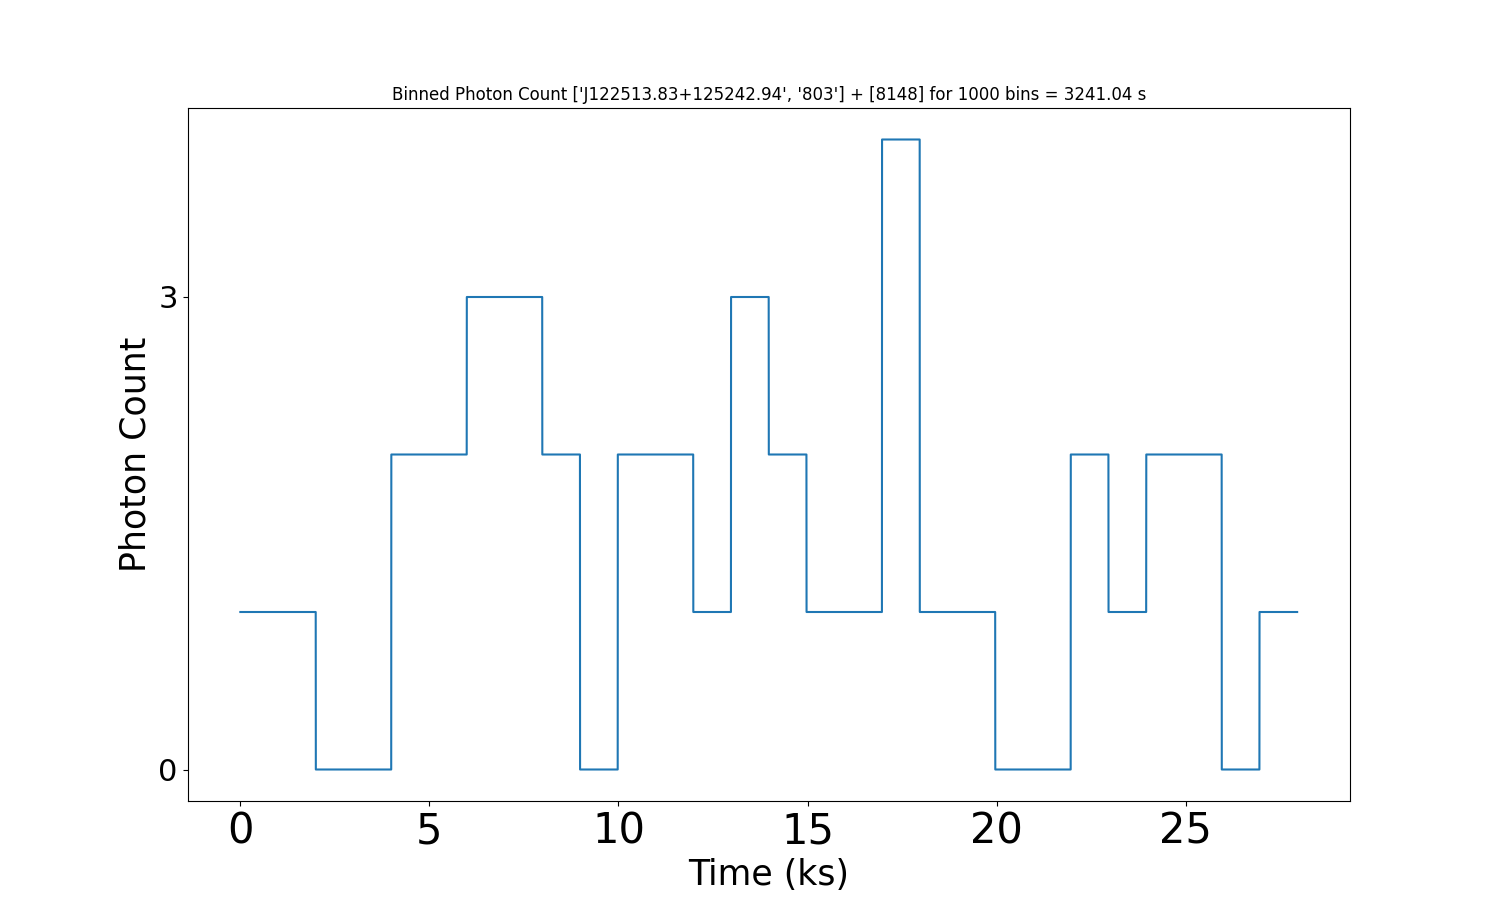 Binned Photon Count ['J122513.83+125242.94', '803'] + [8148] for 1000 bins = 3241.04 s
3
0
Photon Count
0 5 10 15 20 25
Time (ks)